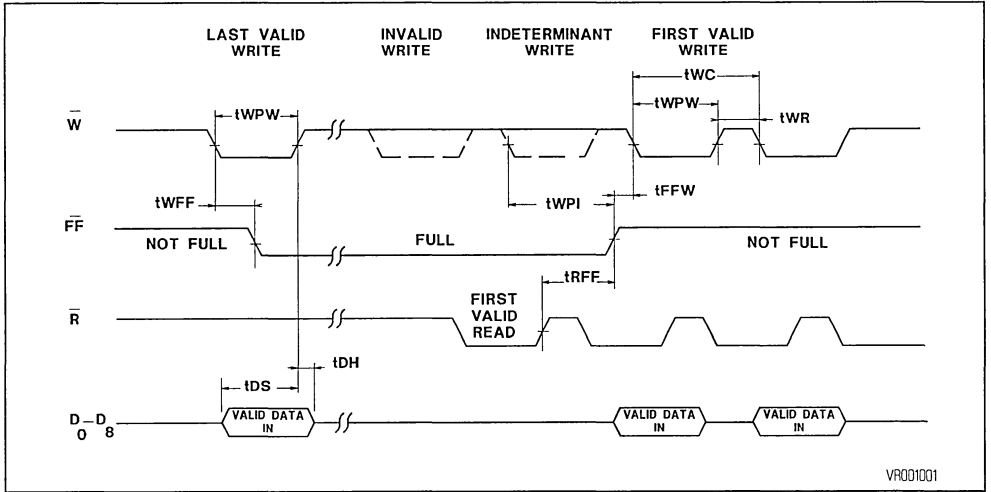 LAST VALID WRITE
INVALID WRITE
INDETERMINANT WRITE
FIRST VALID WRITE
tWC
tWPW
tWPW
tWR
W̅
tWFF
tWPI
tFFW
F̅F̅
NOT FULL
FULL
NOT FULL
tRFF
R̅
FIRST
VALID
READ
tDH
tDS
D0–D8
VALID DATA
IN
VALID DATA
IN
VALID DATA
IN
VR001001